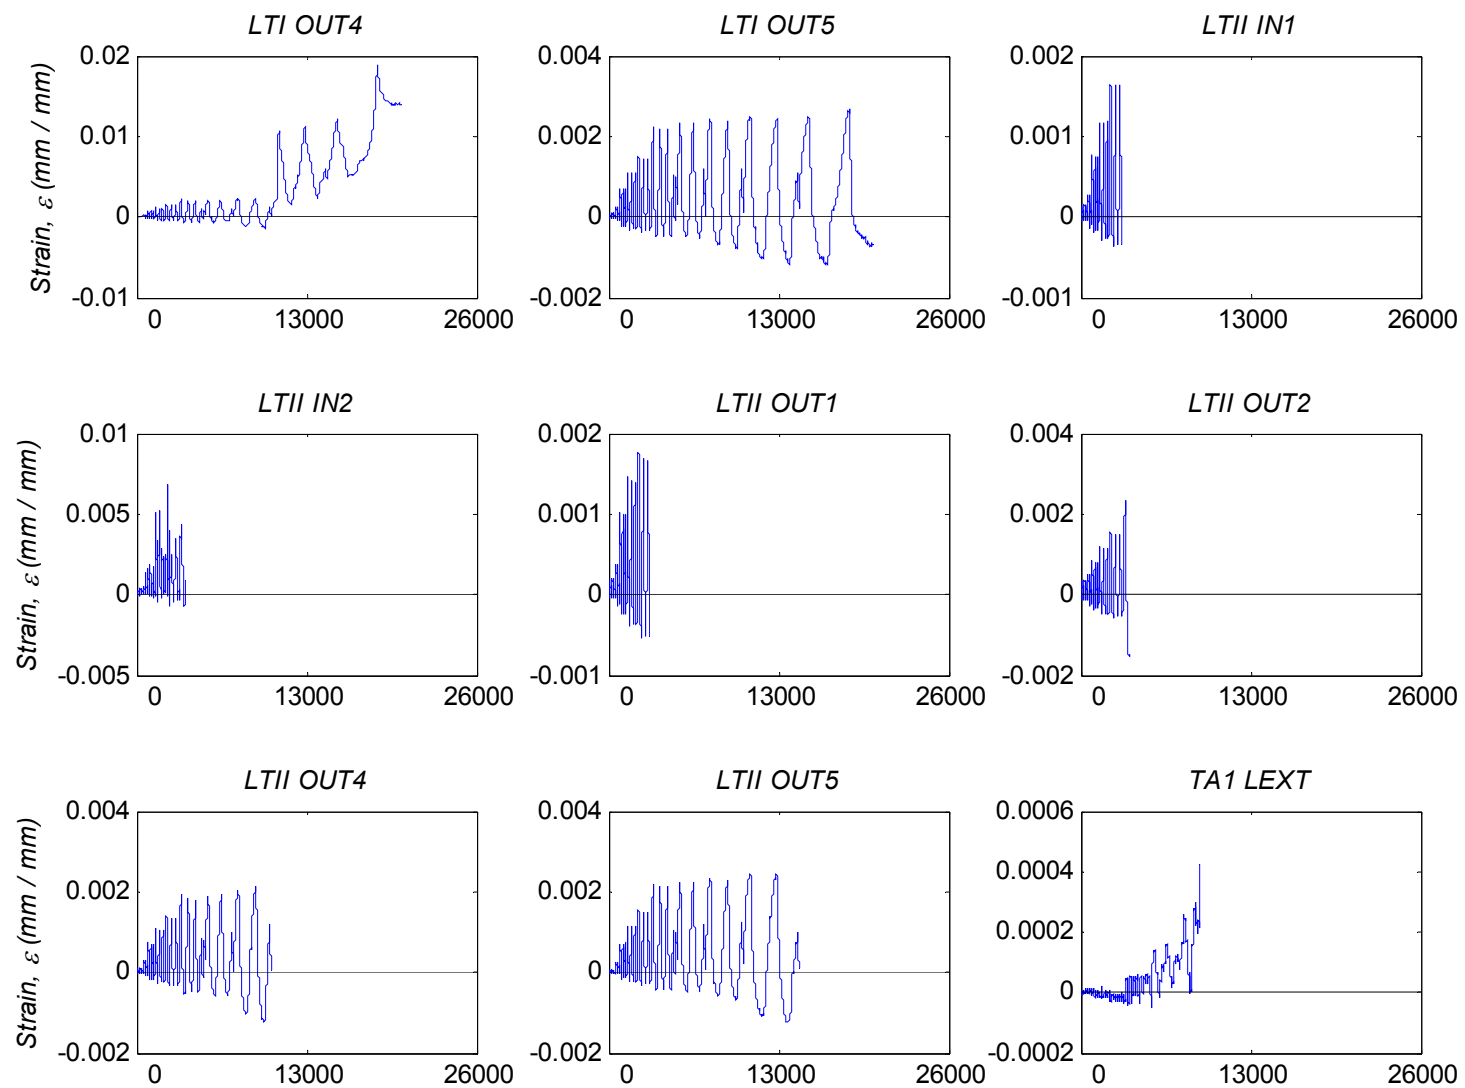 LTI OUT4 LTI OUT5 LTII IN1
Strain, ε (mm / mm)
0.02 0.004 0.002
0.01 0.002 0.001
0 0 0
-0.01 -0.002 -0.001
0 13000 26000 0 13000 26000 0 13000 26000
LTII IN2 LTII OUT1 LTII OUT2
Strain, ε (mm / mm)
0.01 0.002 0.004
0.005 0.001 0.002
0 0 0
-0.005 -0.001 -0.002
0 13000 26000 0 13000 26000 0 13000 26000
LTII OUT4 LTII OUT5 TA1 LEXT
Strain, ε (mm / mm)
0.004 0.004 0.0006
0.0004
0.002 0.002
0.0002
0 0 0
-0.002 -0.002 -0.0002
0 13000 26000 0 13000 26000 0 13000 26000